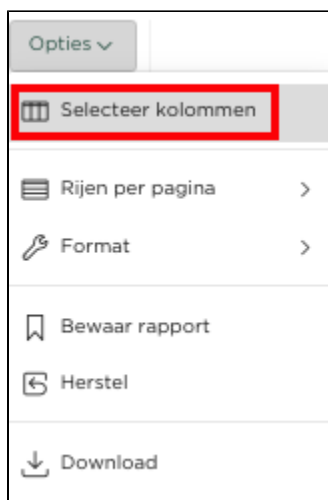 Opties
Selecteer kolommen
Rijen per pagina
Format
Bewaar rapport
Herstel
Download